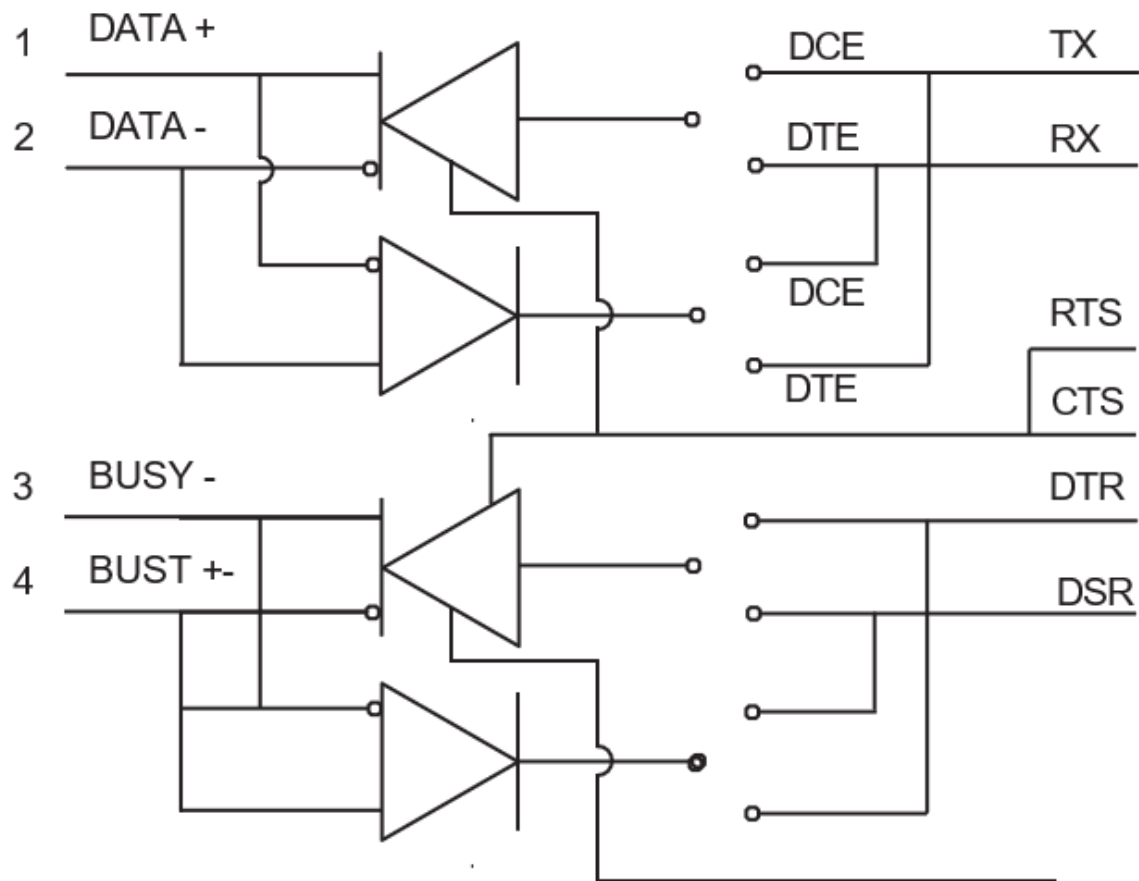 1 DATA + DCE TX
2 DATA - DTE RX
DCE
RTS
DTE CTS
3 BUSY - DTR
4 BUST +- DSR